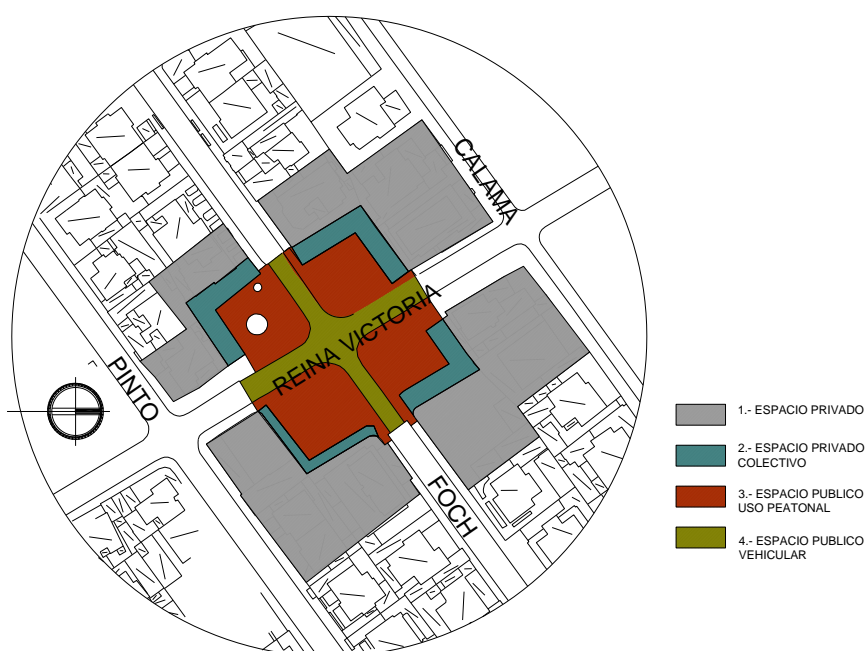 CALAMA
REINA VICTORIA
PINTO
FOCH
1.- ESPACIO PRIVADO
2.- ESPACIO PRIVADO
COLECTIVO
3.- ESPACIO PUBLICO
USO PEATONAL
4.- ESPACIO PUBLICO
VEHICULAR